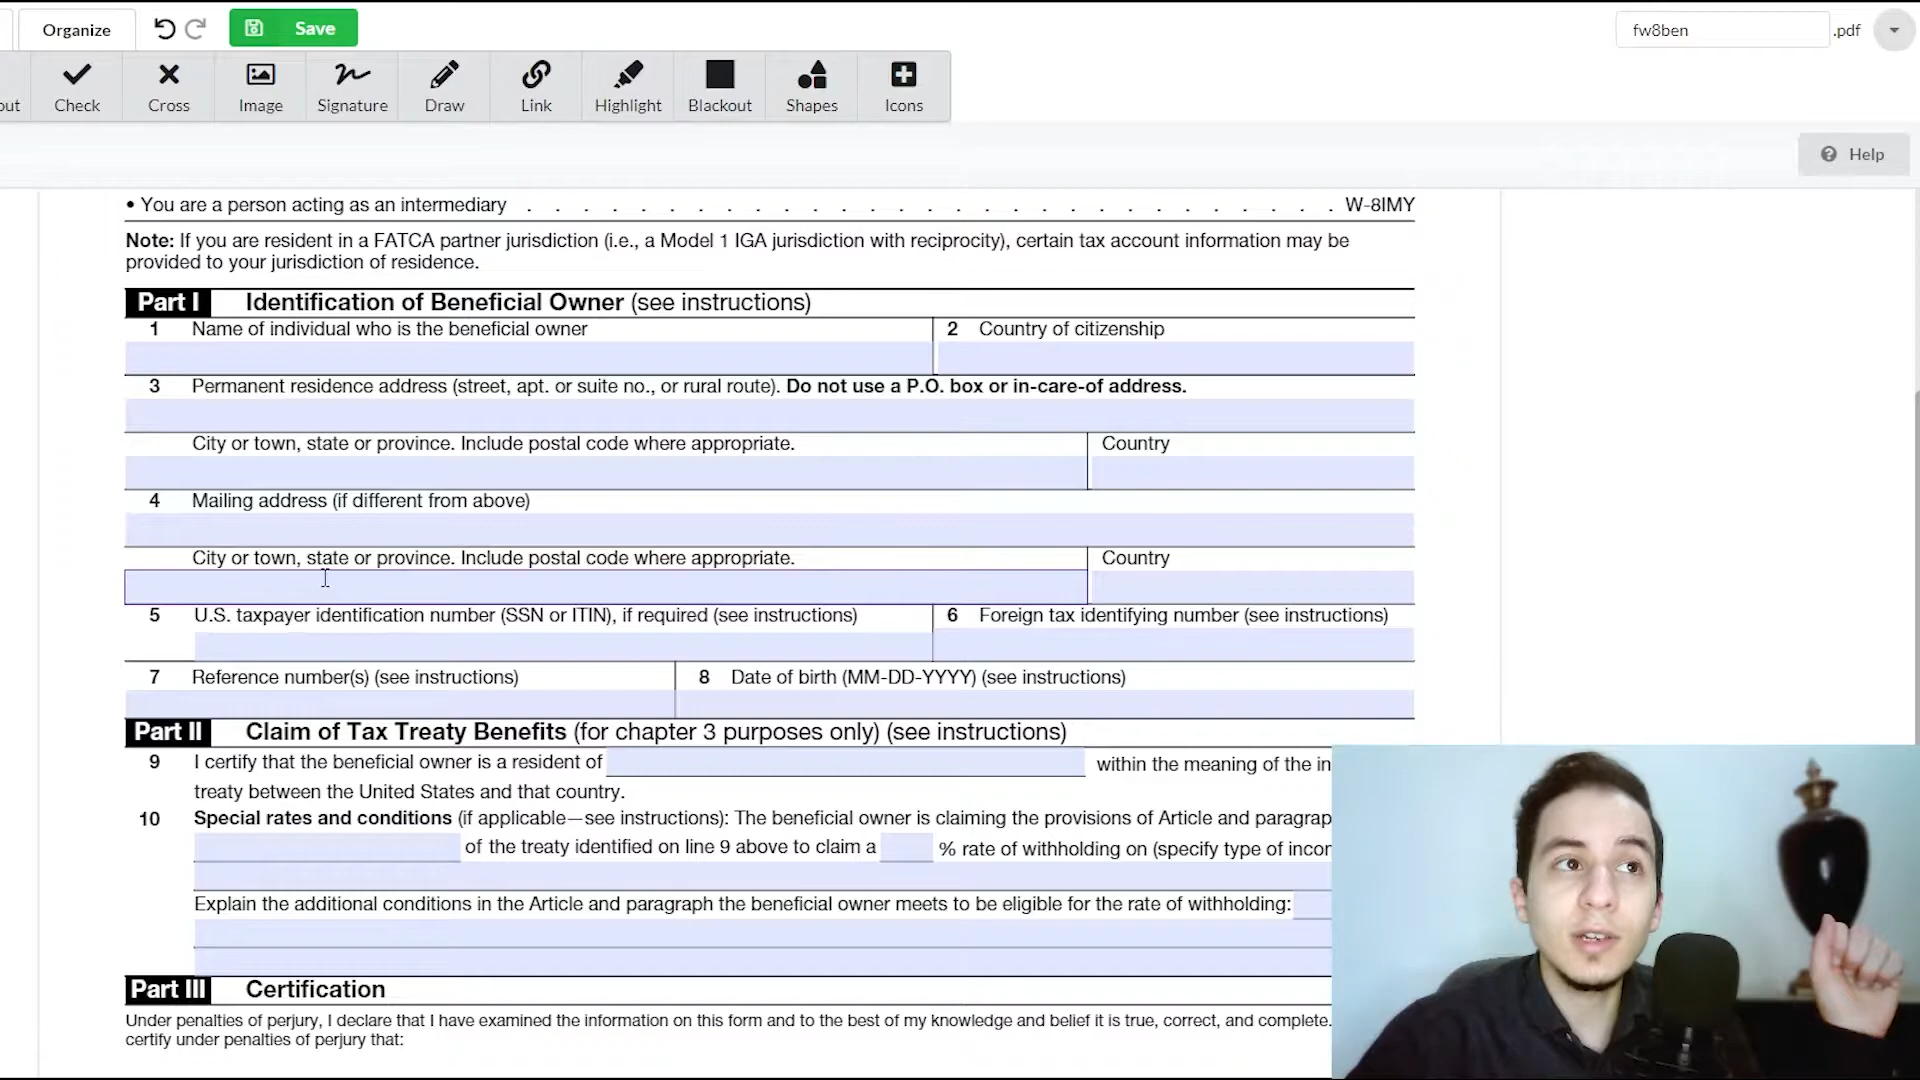 Organize
Save
fw8ben
.pdf
out
Check
Cross
Image
Signature
Draw
Link
Highlight
Blackout
Shapes
Icons
Help
• You are a person acting as an intermediary . . . . . . . . . . . . . . . . . . . . . . . . . . . . . W-8IMY
Note: If you are resident in a FATCA partner jurisdiction (i.e., a Model 1 IGA jurisdiction with reciprocity), certain tax account information may be
provided to your jurisdiction of residence.
Part I Identification of Beneficial Owner (see instructions)
1 Name of individual who is the beneficial owner
2 Country of citizenship
3 Permanent residence address (street, apt. or suite no., or rural route). Do not use a P.O. box or in-care-of address.
City or town, state or province. Include postal code where appropriate.
Country
4 Mailing address (if different from above)
City or town, state or province. Include postal code where appropriate.
Country
5 U.S. taxpayer identification number (SSN or ITIN), if required (see instructions)
6 Foreign tax identifying number (see instructions)
7 Reference number(s) (see instructions)
8 Date of birth (MM-DD-YYYY) (see instructions)
Part II Claim of Tax Treaty Benefits (for chapter 3 purposes only) (see instructions)
9 I certify that the beneficial owner is a resident of within the meaning of the in
treaty between the United States and that country.
10 Special rates and conditions (if applicable—see instructions): The beneficial owner is claiming the provisions of Article and paragrap
of the treaty identified on line 9 above to claim a % rate of withholding on (specify type of incor
Explain the additional conditions in the Article and paragraph the beneficial owner meets to be eligible for the rate of withholding:
Part III Certification
Under penalties of perjury, I declare that I have examined the information on this form and to the best of my knowledge and belief it is true, correct, and complete.
certify under penalties of perjury that: